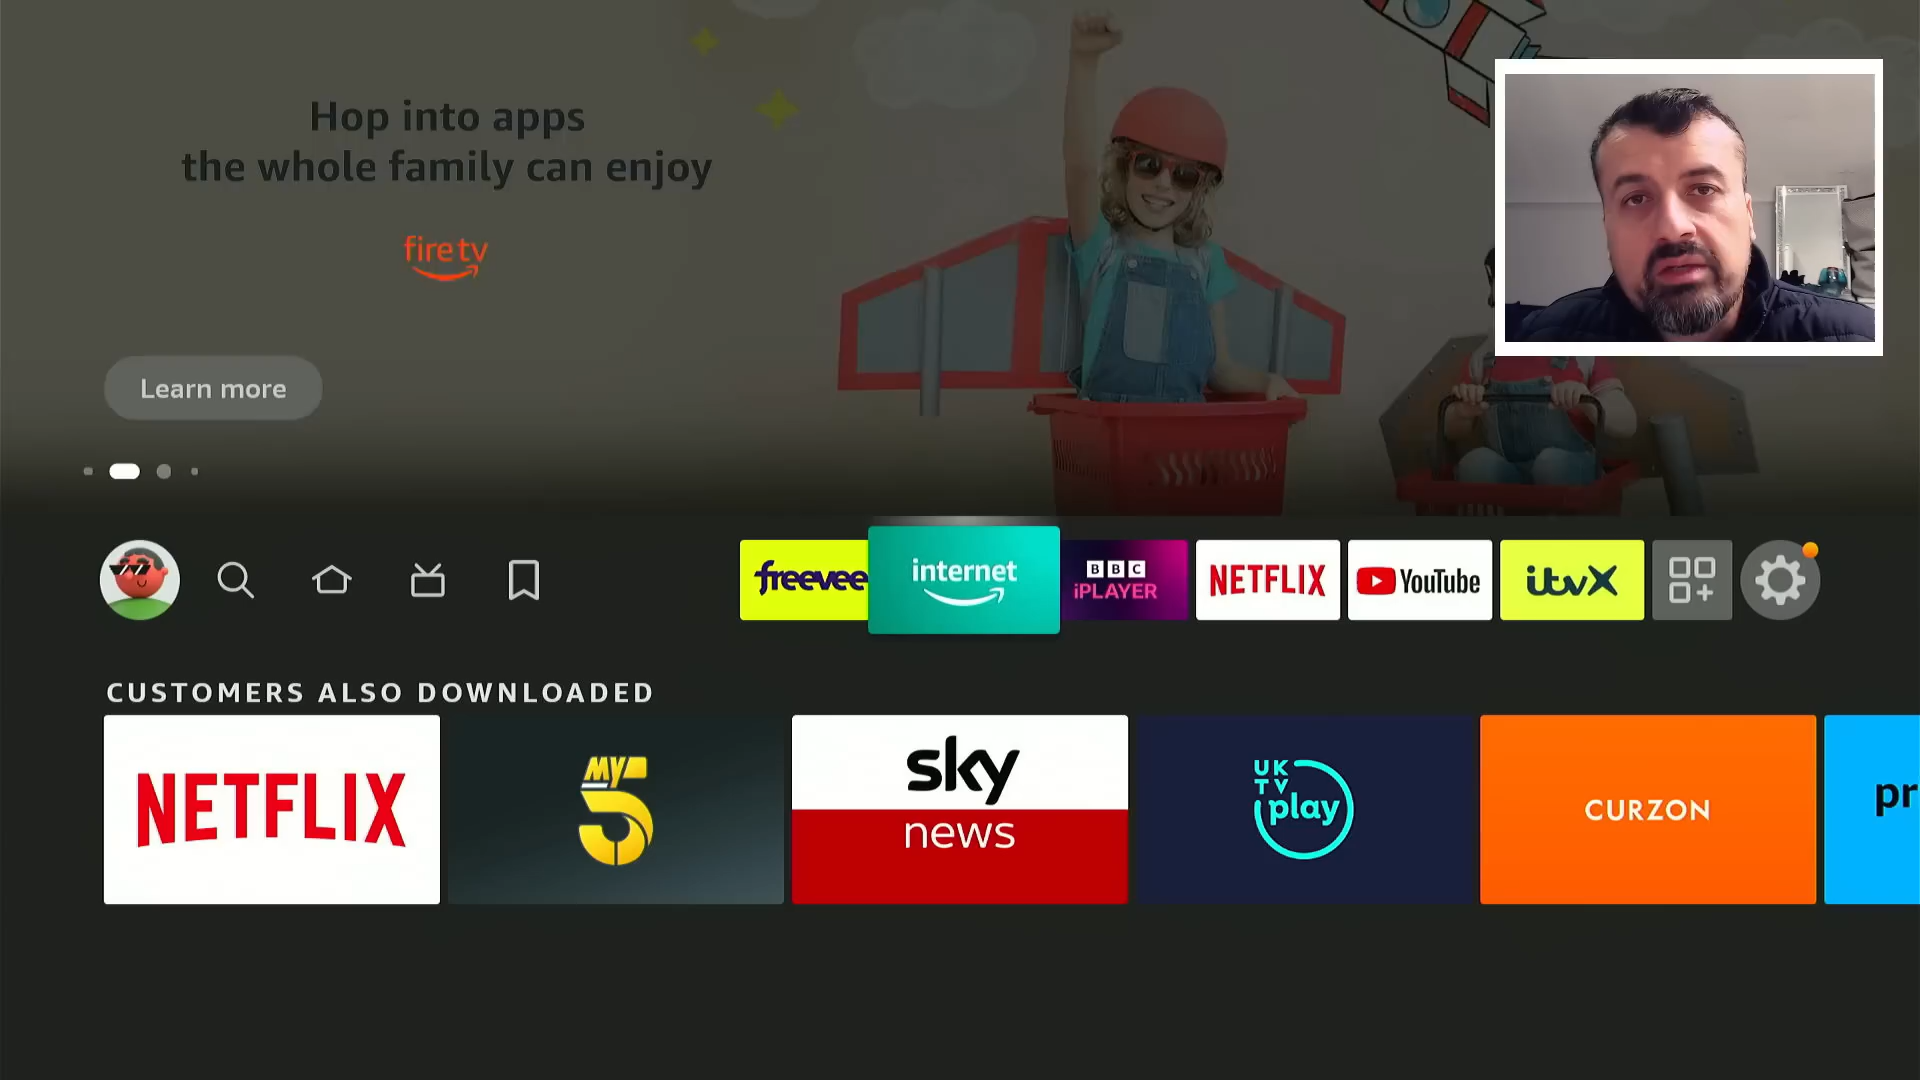 Hop into apps
the whole family can enjoy
fire tv
Learn more
freevee
internet
BBC
iPLAYER
NETFLIX
YouTube
itvX
CUSTOMERS ALSO DOWNLOADED
NETFLIX
MY5
sky
news
UK
TV
play
CURZON
pr